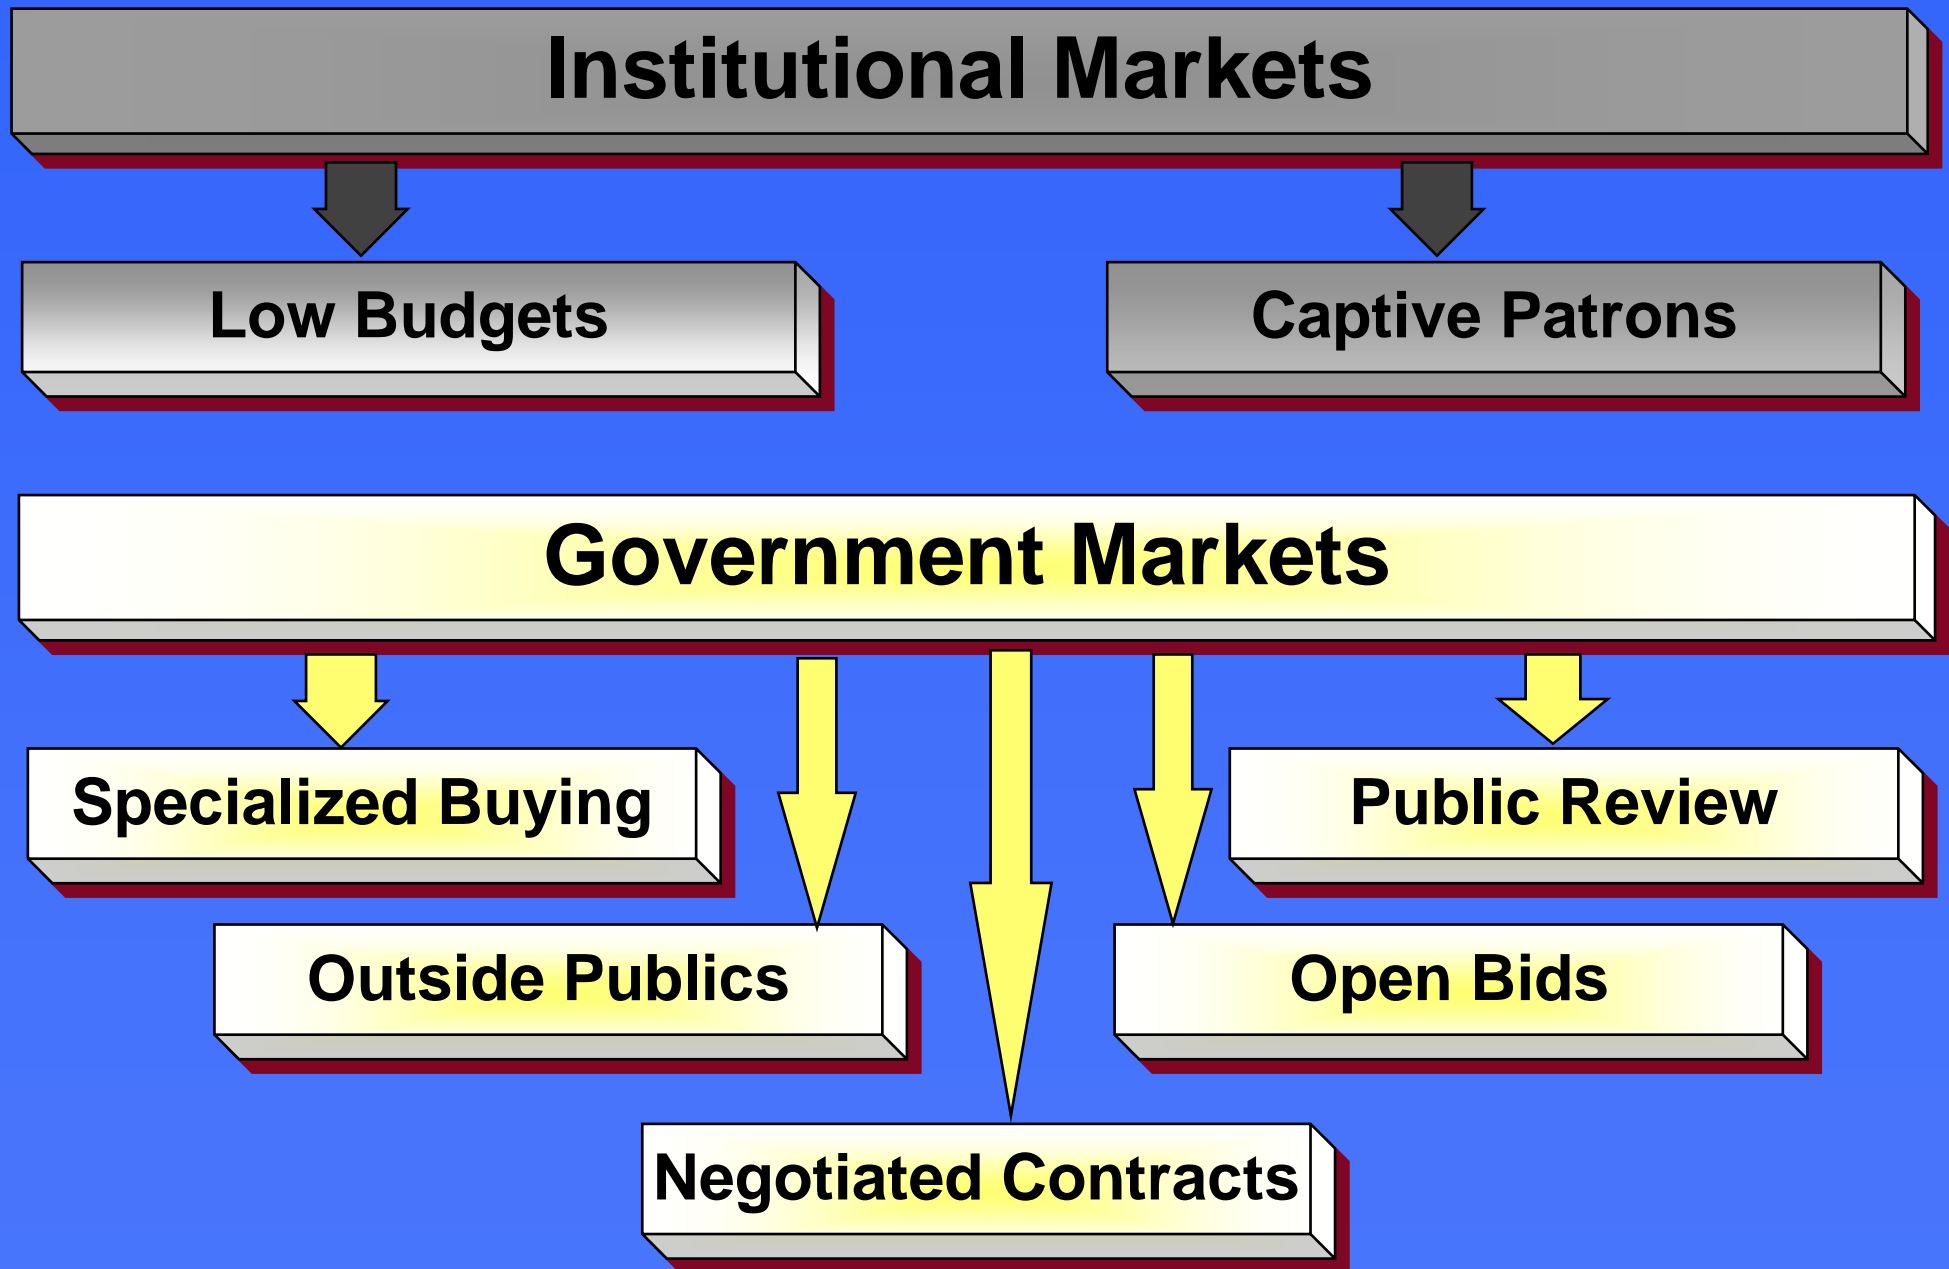 Institutional Markets
Low Budgets
Captive Patrons
Government Markets
Specialized Buying
Public Review
Outside Publics
Open Bids
Negotiated Contracts